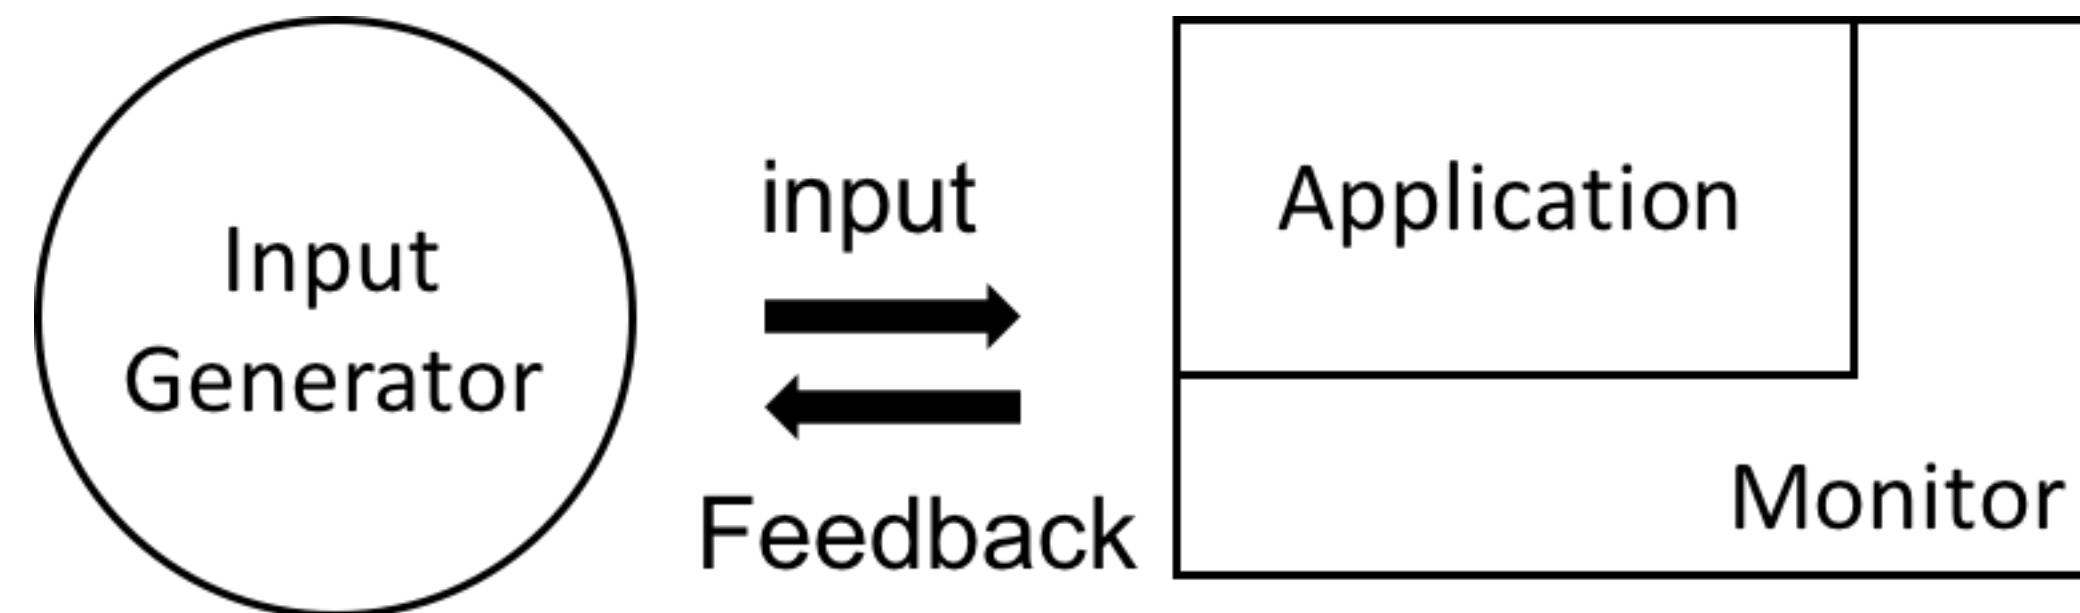 Input
Generator
input
Feedback
Application
Monitor